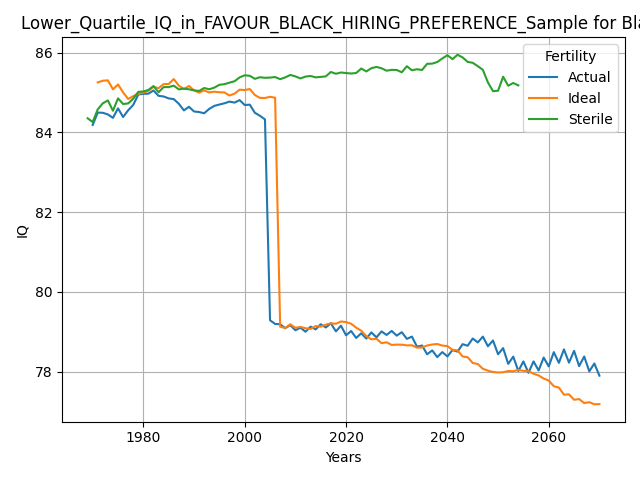 Lower_Quartile_IQ_in_FAVOUR_BLACK_HIRING_PREFERENCE_Sample for Bla
Fertility
Actual
Ideal
Sterile
IQ
86
84
82
80
78
1980
2000
2020
2040
2060
Years